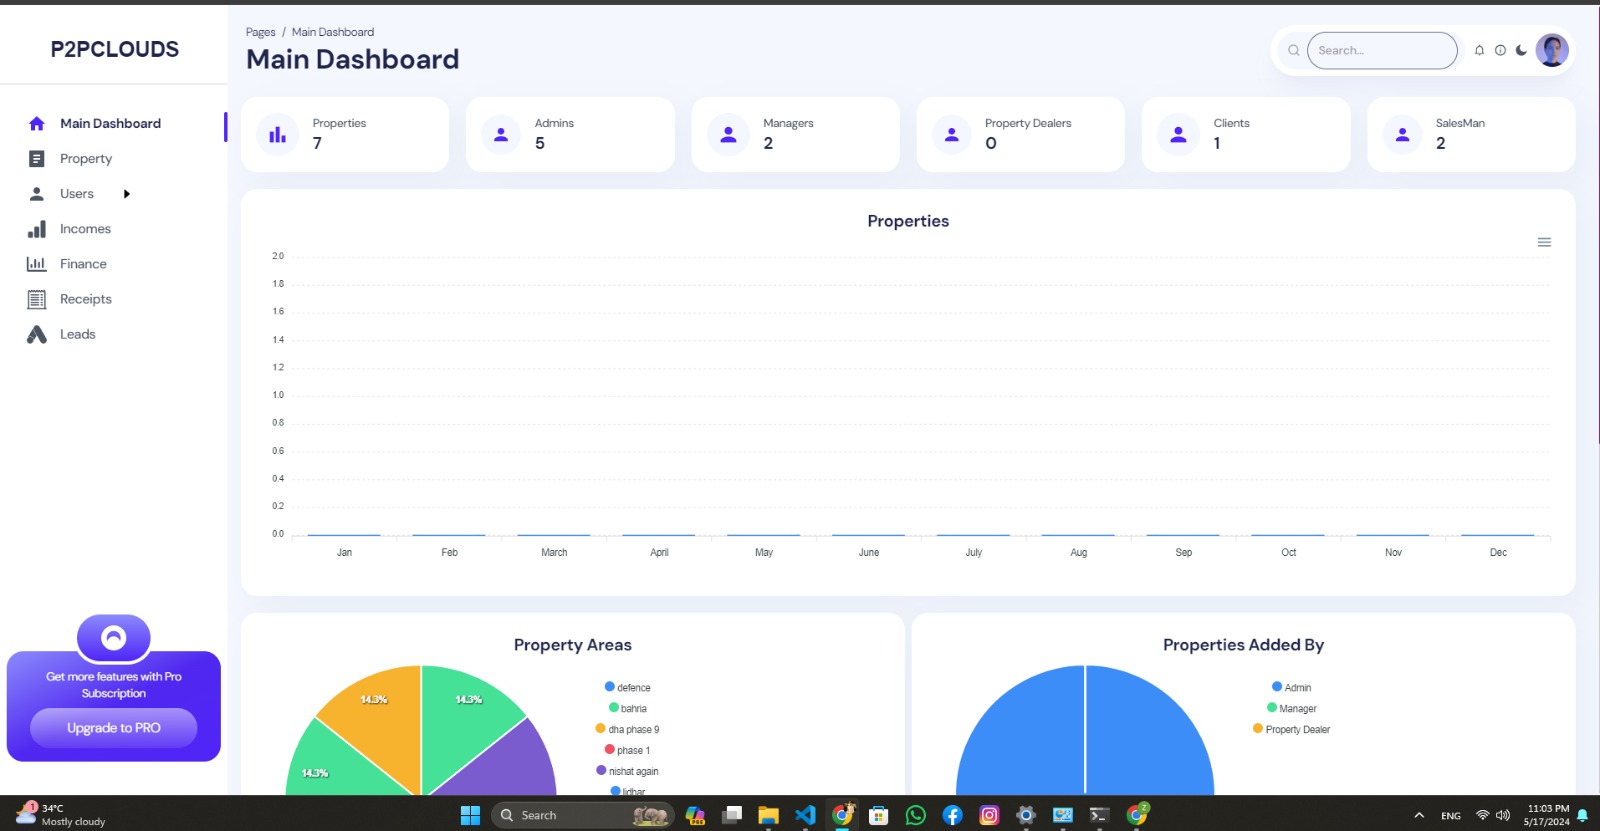 P2PCLOUDS
Main Dashboard
Property
Users
Incomes
Finance
Receipts
Leads
Get more features with Pro
Subscription
Upgrade to PRO
Pages / Main Dashboard
Main Dashboard
Search...
Properties
7
Admins
5
Managers
2
Property Dealers
0
Clients
1
SalesMan
2
Properties
2.0
1.8
1.6
1.4
1.2
1.0
0.8
0.6
0.4
0.2
0.0
Jan Feb March April May June July Aug Sep Oct Nov Dec
Property Areas
14.3% 14.3%
14.3%
defence
bahria
dha phase 9
phase 1
nishat again
lidhar
Properties Added By
Admin
Manager
Property Dealer
1
34°C
Mostly cloudy
Search
PRE
Z
ENG
11:03 PM
5/17/2024